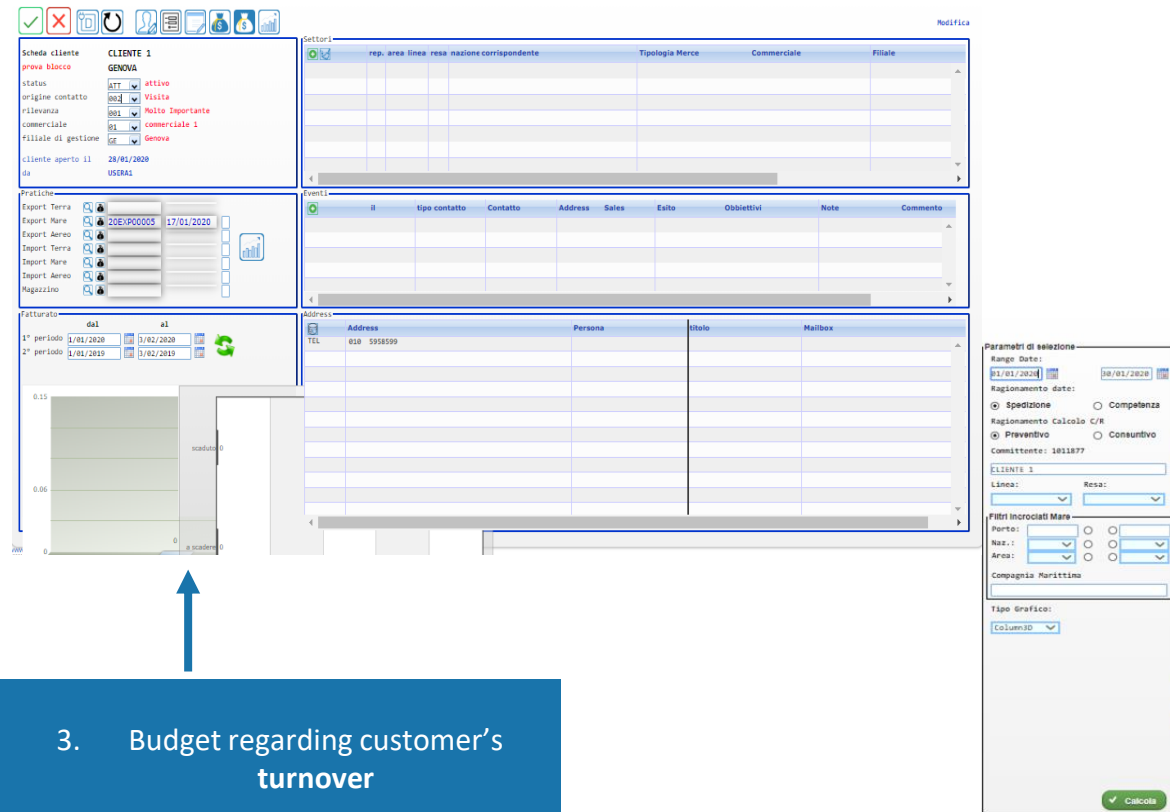 Modifica
Scheda cliente CLIENTE 1
prova blocco GENOVA
status ATT attivo
origine contatto 002 Visita
rilevanza 001 Molto Importante
commerciale 01 commerciale 1
filiale di gestione GE Genova
cliente aperto il 28/01/2020
da USERA1
Settori
rep. area linea resa nazione corrispondente Tipologia Merce Commerciale Filiale
Pratiche
Export Terra
Export Mare 20EXP00005 17/01/2020
Export Aereo
Import Terra
Import Mare
Import Aereo
Magazzino
Eventi
il tipo contatto Contatto Address Sales Esito Obbiettivi Note Commento
Fatturato
dal al
1° periodo 1/01/2020 3/02/2020
2° periodo 1/01/2019 3/02/2019
0.15
0.06
0
0
scaduto 0
a scadere 0
Address
Address Persona titolo Mailbox
TEL 010 5958599
Parametri di selezione
Range Date:
01/01/2020 30/01/2020
Ragionamento date:
Spedizione Competenza
Ragionamento Calcolo C/R
Preventivo Consuntivo
Committente: 1011877
CLIENTE 1
Linea: Resa:
Filtri Incrociati Mare
Porto:
Naz.:
Area:
Compagnia Marittima
Tipo Grafico:
Column3D
Calcola
3. Budget regarding customer’s
turnover